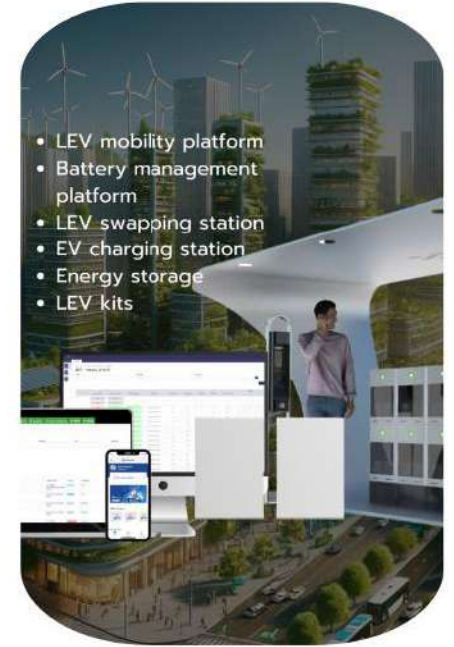 • LEV mobility platform
• Battery management
platform
• LEV swapping station
• EV charging station
• Energy storage
• LEV kits